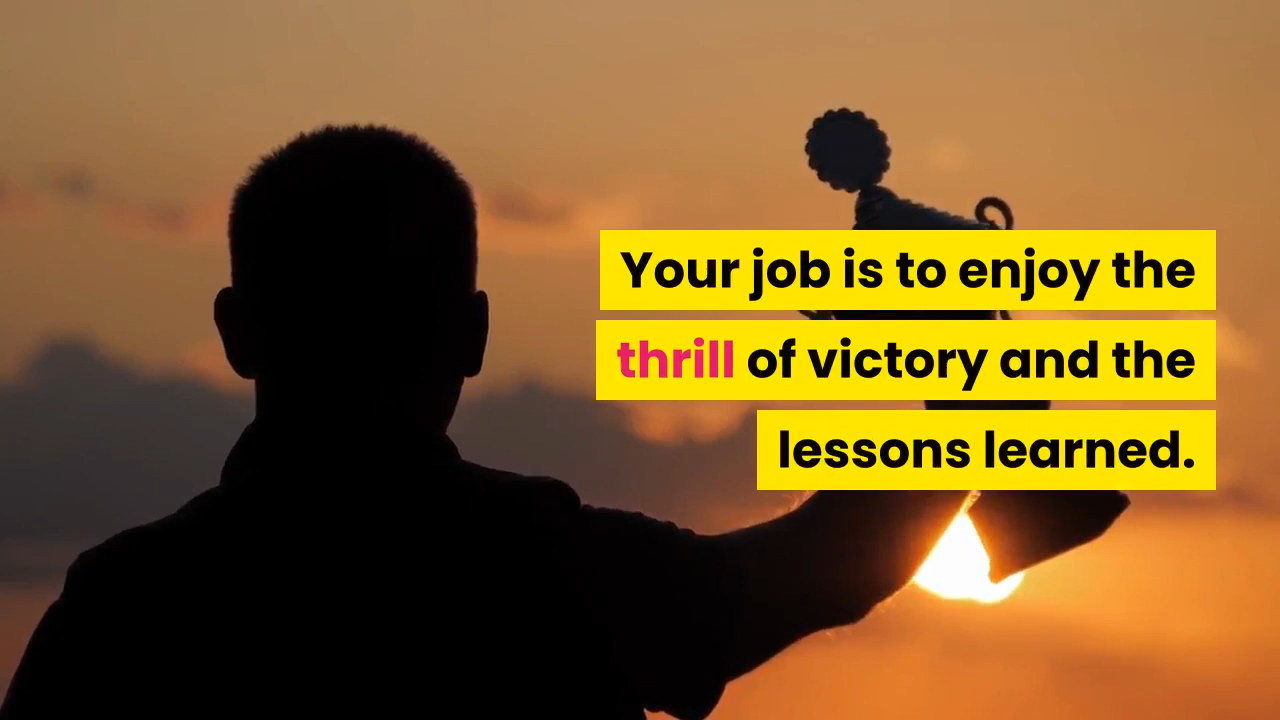 Your job is to enjoy the
thrill of victory and the
lessons learned.